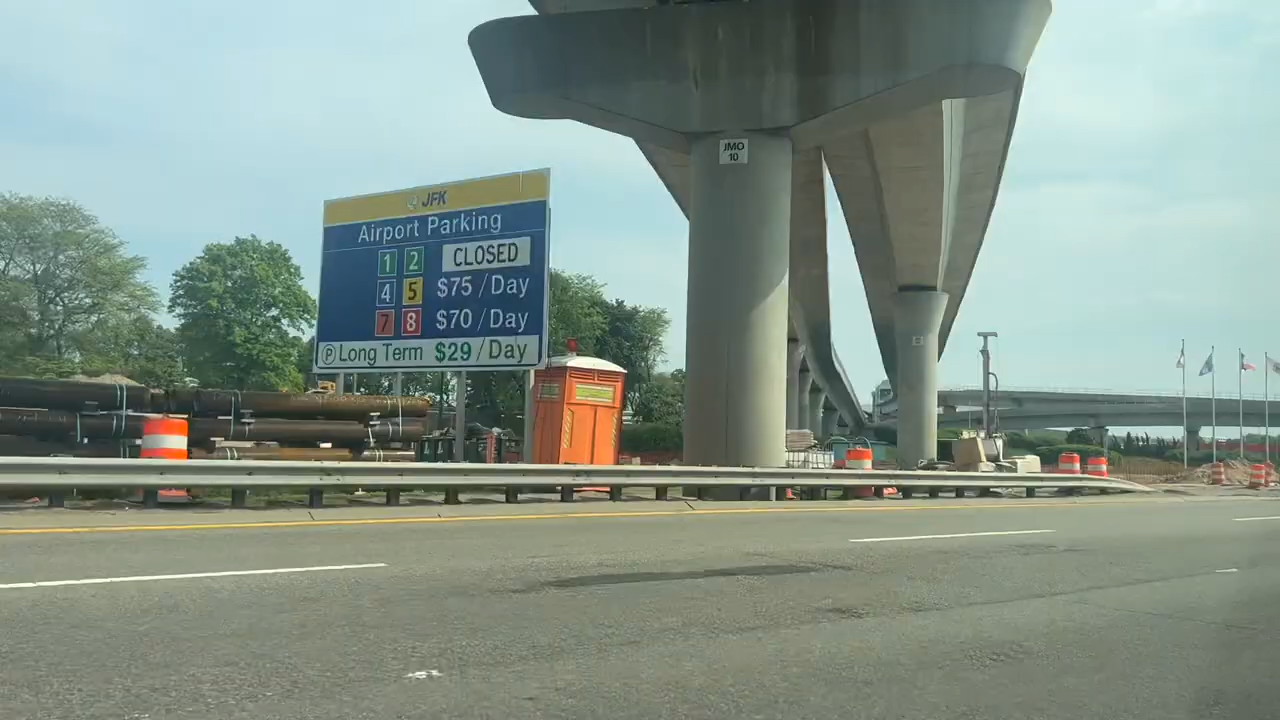 JFK
Airport Parking
1 2 CLOSED
4 5 $75/Day
7 8 $70/Day
P Long Term $29/Day
JMO
10